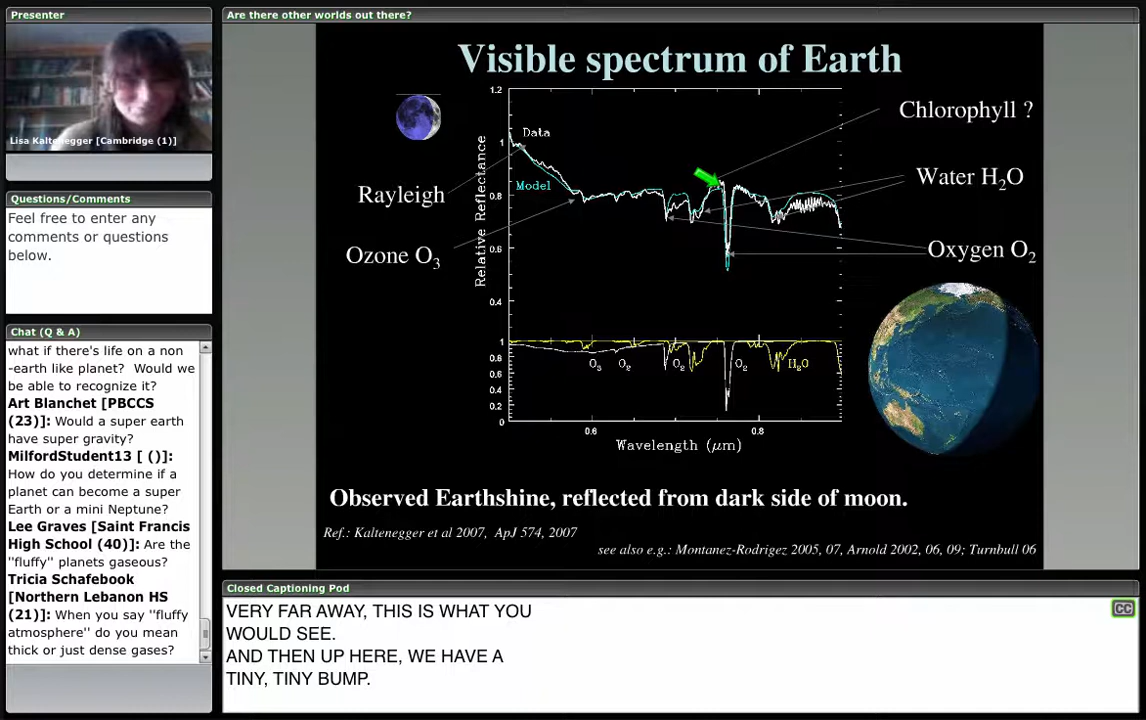 Presenter
Lisa Kaltenegger [Cambridge (1)]
Questions/Comments
Feel free to enter any
comments or questions
below.
Chat (Q & A)
what if there's life on a non
-earth like planet? Would we
be able to recognize it?
Art Blanchet [PBCCS
(23)]: Would a super earth
have super gravity?
MilfordStudent13 [ ()]:
How do you determine if a
planet can become a super
Earth or a mini Neptune?
Lee Graves [Saint Francis
High School (40)]: Are the
"fluffy" planets gaseous?
Tricia Schafebook
[Northern Lebanon HS
(21)]: When you say "fluffy
atmosphere" do you mean
thick or just dense gases?
Are there other worlds out there?
Visible spectrum of Earth
1.2
1
0.8
0.6
0.4
Relative Reflectance
Data
Model
Chlorophyll ?
Rayleigh
Water H2O
Ozone O3
Oxygen O2
1
0.8
0.6
0.4
0.2
0
O3
O2
O2
O2
H2O
0.6
0.8
Wavelength (μm)
Observed Earthshine, reflected from dark side of moon.
Ref.: Kaltenegger et al 2007, ApJ 574, 2007
see also e.g.: Montanez-Rodrigez 2005, 07, Arnold 2002, 06, 09; Turnbull 06
Closed Captioning Pod
CC
VERY FAR AWAY, THIS IS WHAT YOU
WOULD SEE.
AND THEN UP HERE, WE HAVE A
TINY, TINY BUMP.